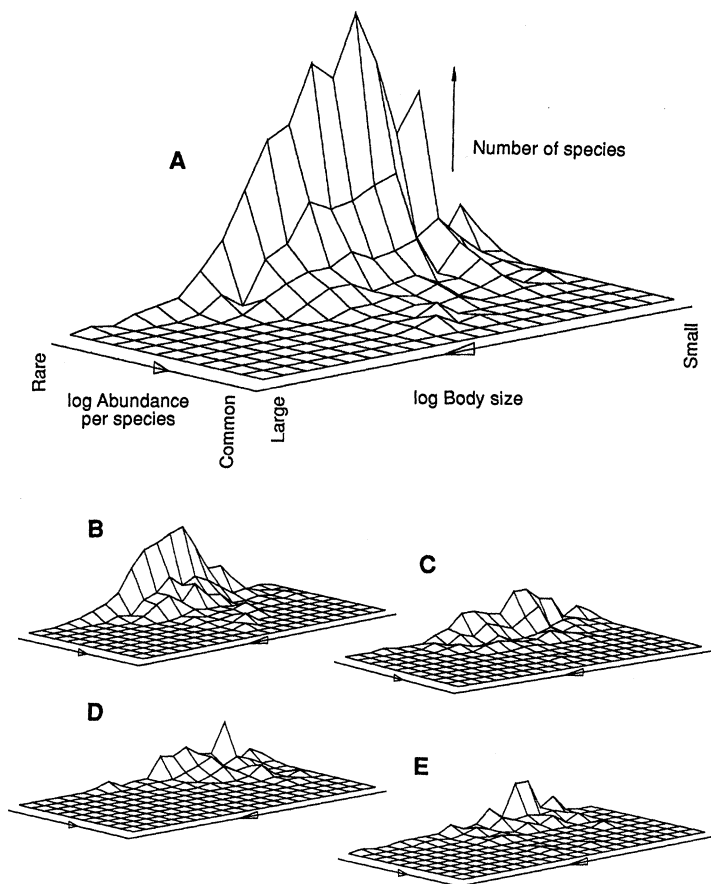 A
Number of species
Rare
log Abundance
per species
Common
Large
log Body size
Small
B
C
D
E